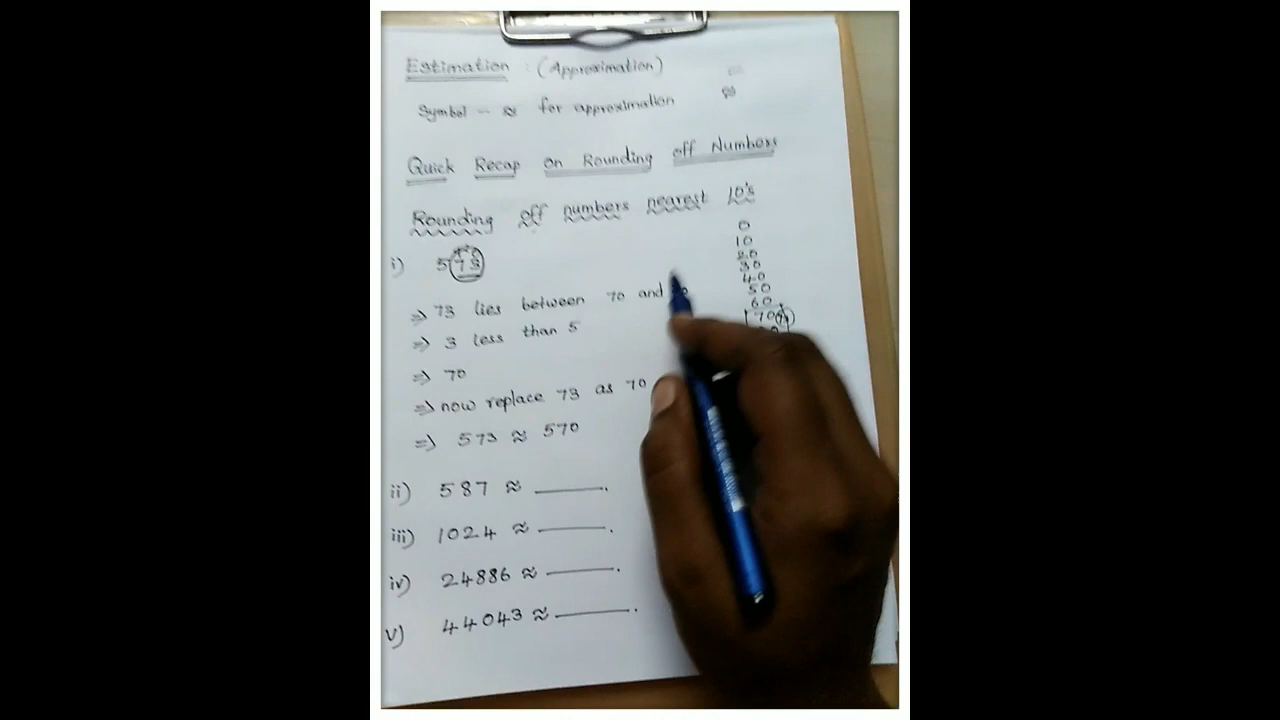 Estimation : (Approximation)
Symbol - ≈ for approximation ≈
Quick Recap on Rounding off Numbers
Rounding off numbers nearest 10's
i) 573
0
10
20
30
40
50
60
70
⇒ 73 lies between 70 and
⇒ 3 less than 5
⇒ 70
⇒ now replace 73 as 70
⇒ 573 ≈ 570
ii) 587 ≈ ______.
iii) 1024 ≈ ______.
iv) 24886 ≈ ______.
v) 44043 ≈ ______.